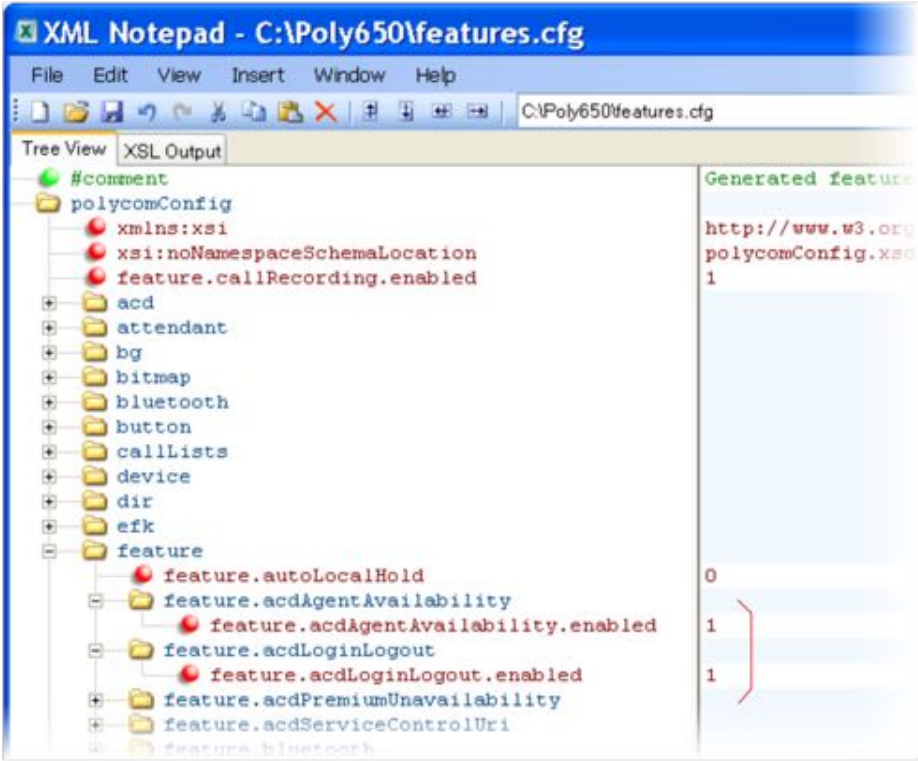 XML Notepad - C:\Poly650\features.cfg
File Edit View Insert Window Help
C:\Poly650\features.cfg
Tree View XSL Output
#comment Generated feature
polycomConfig
xmlns:xsi http://www.w3.org
xsi:noNamespaceSchemaLocation polycomConfig.xsd
feature.callRecording.enabled 1
acd
attendant
bg
bitmap
bluetooth
button
callLists
device
dir
efk
feature
feature.autoLocalHold 0
feature.acdAgentAvailability
feature.acdAgentAvailability.enabled 1
feature.acdLoginLogout
feature.acdLoginLogout.enabled 1
feature.acdPremiumUnavailability
feature.acdServiceControlUri
feature.bluetooth